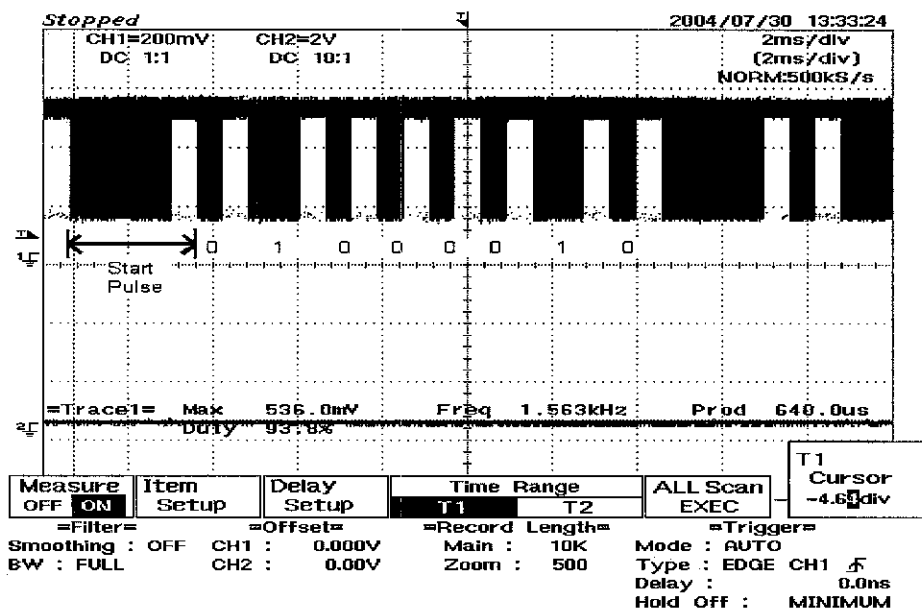 Stopped 2004/07/30 13:33:24
CH1=200mV CH2=2V 2ms/div
DC 1:1 DC 10:1 (2ms/div)
NORM:500kS/s
0 1 0 0 0 0 1 0
Start
Pulse
=Trace1= Max 536.0mV Freq 1.563kHz Prod 640.0us
Duty 93.8%
T1
Cursor
Measure Item Delay Time Range ALL Scan
OFF ON Setup Setup T1 T2 EXEC
=Filter= =Offset= =Record Length= =Trigger=
Smoothing : OFF CH1 : 0.000V Main : 10K Mode : AUTO
BW : FULL CH2 : 0.00V Zoom : 500 Type : EDGE CH1
Delay : 0.0ns
Hold Off : MINIMUM